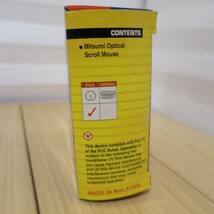 CONTENTS
Mitsumi Optical
Scroll Mouse
PS/2
This device complies with Part 15
of the FCC Rules. Operation is
subject to the following two
conditions: (1) This device may
not cause harmful interference,
and (2) this device must accept any
interference received, including
interference that may cause
undesired operation.
MADE IN MALAYSIA